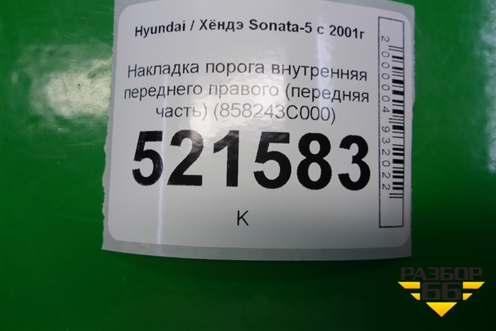 Hyundai / Хёндэ Sonata-5 с 2001г
Накладка порога внутренняя
переднего правого (передняя
часть) (858243C000)
521583
К
2000004932022
РАЗБОР
66